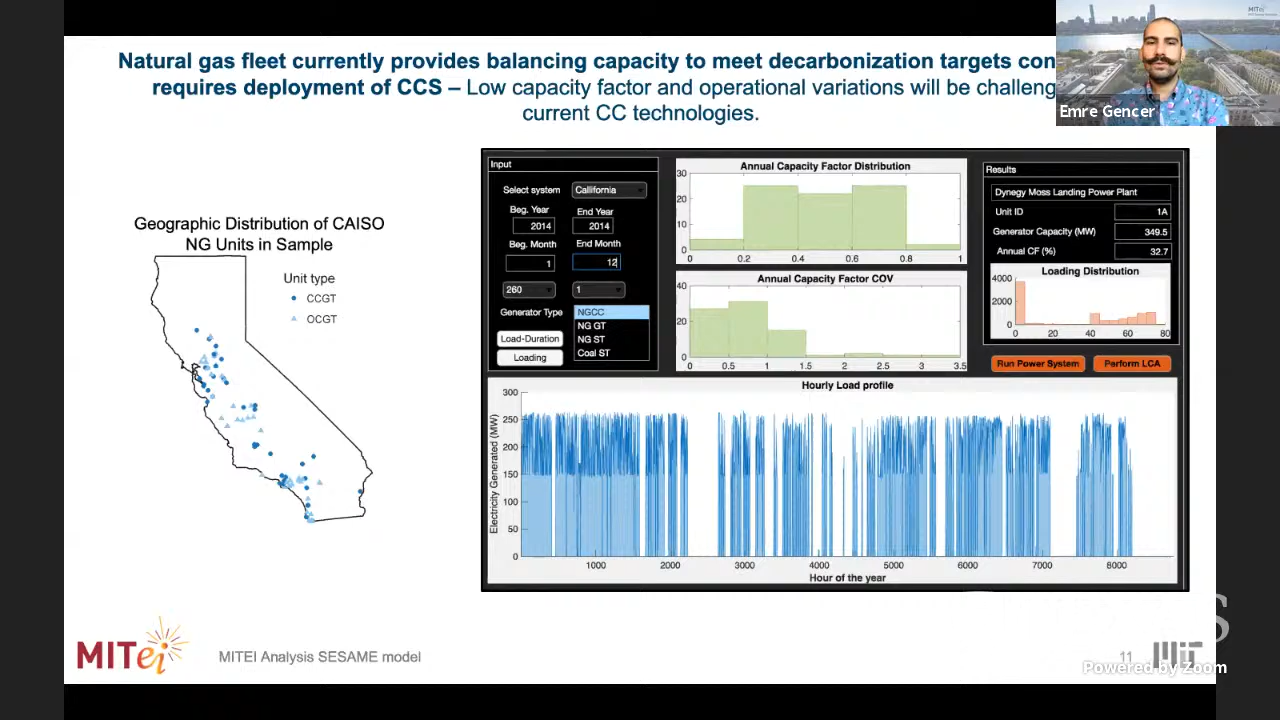 Natural gas fleet currently provides balancing capacity to meet decarbonization targets con
requires deployment of CCS – Low capacity factor and operational variations will be challeng
current CC technologies.
MITei
Emre Gencer
Geographic Distribution of CAISO
NG Units in Sample
Unit type
CCGT
OCGT
Input
Select system
California
Beg. Year
End Year
2014
2014
Beg. Month
End Month
1
12
260
1
Generator Type
NGCC
NG GT
NG ST
Coal ST
Load-Duration
Loading
Annual Capacity Factor Distribution
30
20
10
0
0 0.2 0.4 0.6 0.8 1
Annual Capacity Factor COV
40
20
0
0 0.5 1 1.5 2 2.5 3 3.5
Results
Dynegy Moss Landing Power Plant
Unit ID 1A
Generator Capacity (MW) 349.5
Annual CF (%) 32.7
Loading Distribution
4000
2000
0
0 20 40 60 80
Run Power System
Perform LCA
Hourly Load profile
Electricity Generated (MW)
300
250
200
150
100
50
0
1000 2000 3000 4000 5000 6000 7000 8000
Hour of the year
MITei
MITEI Analysis SESAME model
11
MIT
S
Powered by Zoom